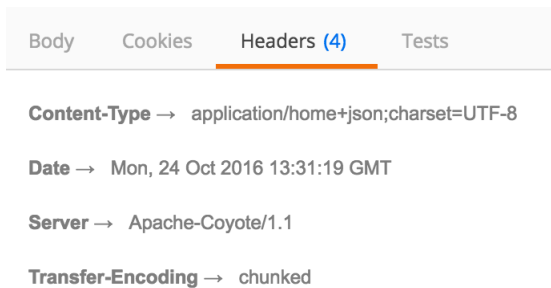 Body Cookies Headers (4) Tests
Content-Type → application/home+json;charset=UTF-8
Date → Mon, 24 Oct 2016 13:31:19 GMT
Server → Apache-Coyote/1.1
Transfer-Encoding → chunked